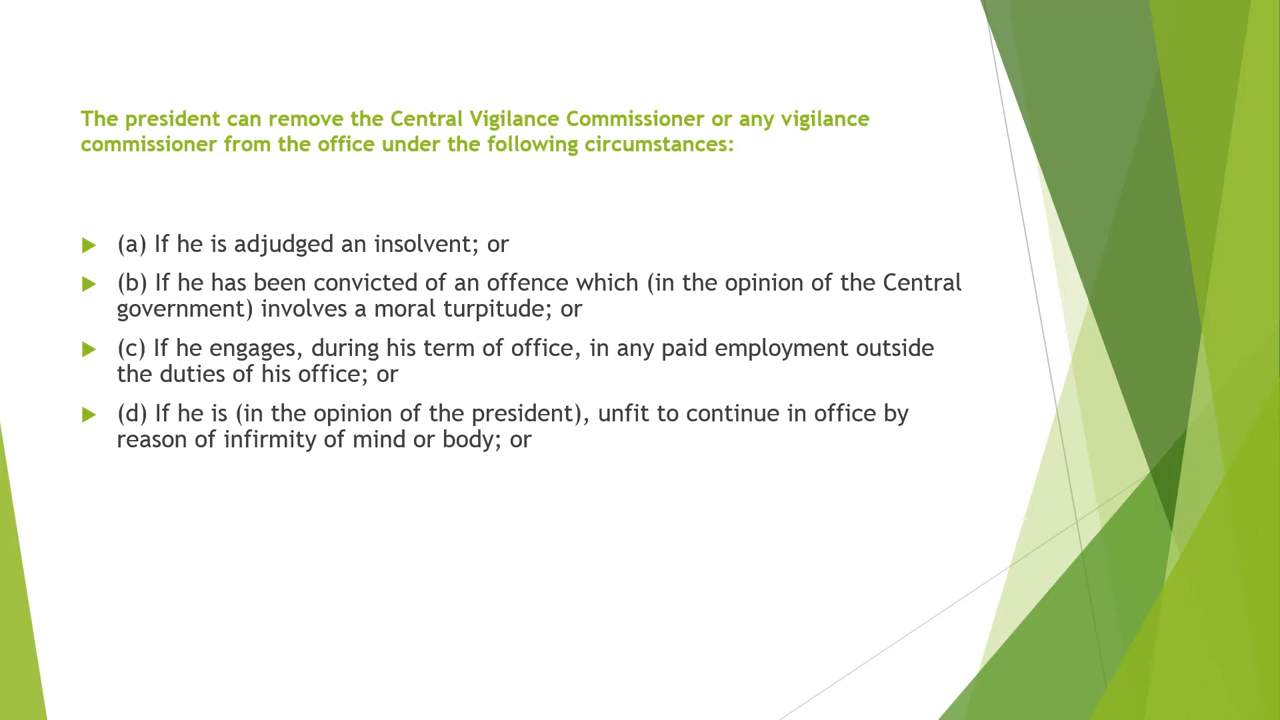 The president can remove the Central Vigilance Commissioner or any vigilance
commissioner from the office under the following circumstances:
(a) If he is adjudged an insolvent; or
(b) If he has been convicted of an offence which (in the opinion of the Central
government) involves a moral turpitude; or
(c) If he engages, during his term of office, in any paid employment outside
the duties of his office; or
(d) If he is (in the opinion of the president), unfit to continue in office by
reason of infirmity of mind or body; or